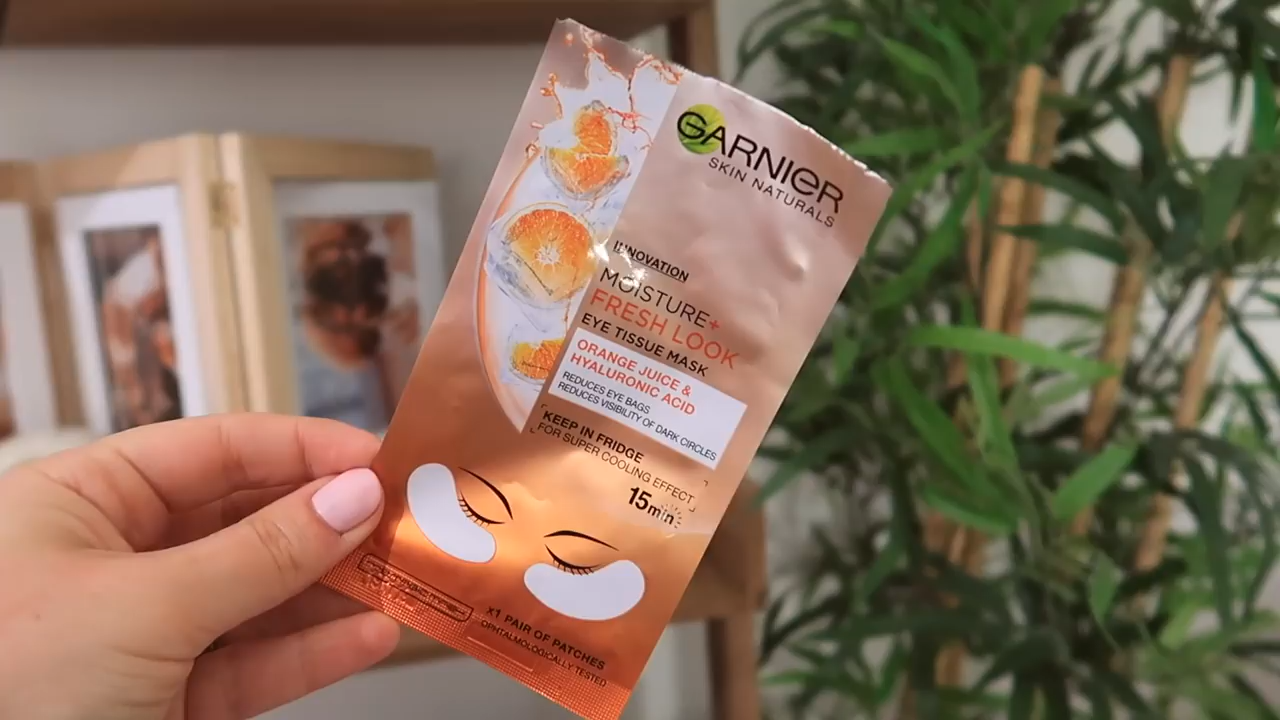 GARNIER
SKIN NATURALS
INNOVATION
MOISTURE+
FRESH LOOK
EYE TISSUE MASK
ORANGE JUICE &
HYALURONIC ACID
REDUCES EYE BAGS
REDUCES VISIBILITY OF DARK CIRCLES
KEEP IN FRIDGE
FOR SUPER COOLING EFFECT
15min
x1 PAIR OF PATCHES
OPHTALMOLOGICALLY TESTED